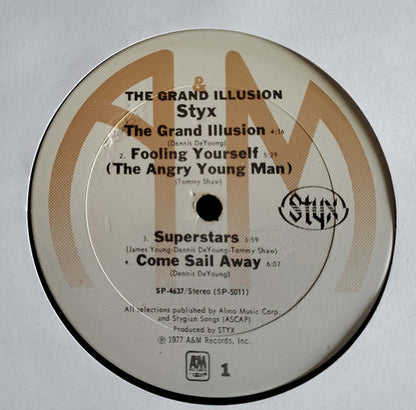 A&M
THE GRAND ILLUSION
Styx
The Grand Illusion 4:36
(Dennis DeYoung)
2. Fooling Yourself 5:29
(The Angry Young Man)
(Tommy Shaw)
Styx
3. Superstars 3:59
(James Young-Dennis DeYoung-Tommy Shaw)
4. Come Sail Away 6:07
(Dennis DeYoung)
SP-4637/Stereo (SP-5011)
All selections published by Almo Music Corp.
and Stygian Songs (ASCAP)
Produced by STYX
℗ 1977 A&M Records, Inc.
A&M 1